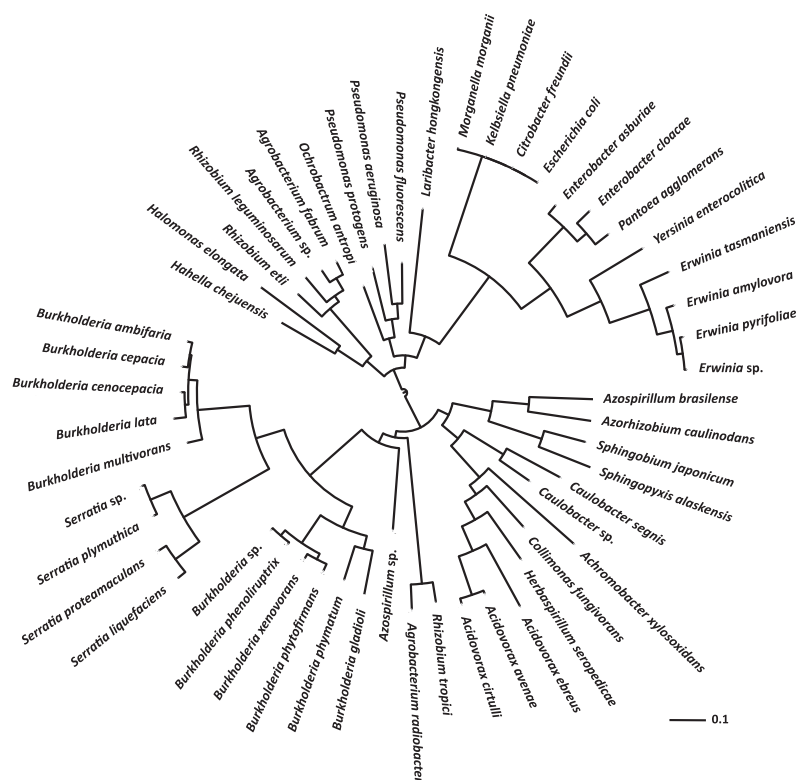 Morganella morganii
Kelbsiella pneumoniae
Citrobacter freundii
Escherichia coli
Enterobacter asburiae
Enterobacter cloacae
Pantoea agglomerans
Yersinia enterocolitica
Erwinia tasmaniensis
Erwinia amylovora
Erwinia pyrifoliae
Erwinia sp.
Azospirillum brasilense
Azorhizobium caulinodans
Sphingobium japonicum
Sphingopyxis alaskensis
Caulobacter segnis
Caulobacter sp.
Achromobacter xylosoxidans
Collimonas fungivorans
Herbaspirillum seropedicae
Acidovorax ebreus
Acidovorax avenae
Acidovorax cirtulli
Rhizobium tropici
Agrobacterium radiobacter
Azospirillum sp.
Burkholderia gladioli
Burkholderia phymatum
Burkholderia phytofirmans
Burkholderia xenovorans
Burkholderia phenoliruptrix
Burkholderia sp.
Serratia liquefaciens
Serratia proteamaculans
Serratia plymuthica
Serratia sp.
Burkholderia multivorans
Burkholderia lata
Burkholderia cenocepacia
Burkholderia cepacia
Burkholderia ambifaria
Hahella chejuensis
Halomonas elongata
Rhizobium etli
Rhizobium leguminosarum
Agrobacterium sp.
Agrobacterium fabrum
Ochrobactrum antropi
Pseudomonas protogens
Pseudomonas aeruginosa
Pseudomonas fluorescens
Laribacter hongkongensis
0.1